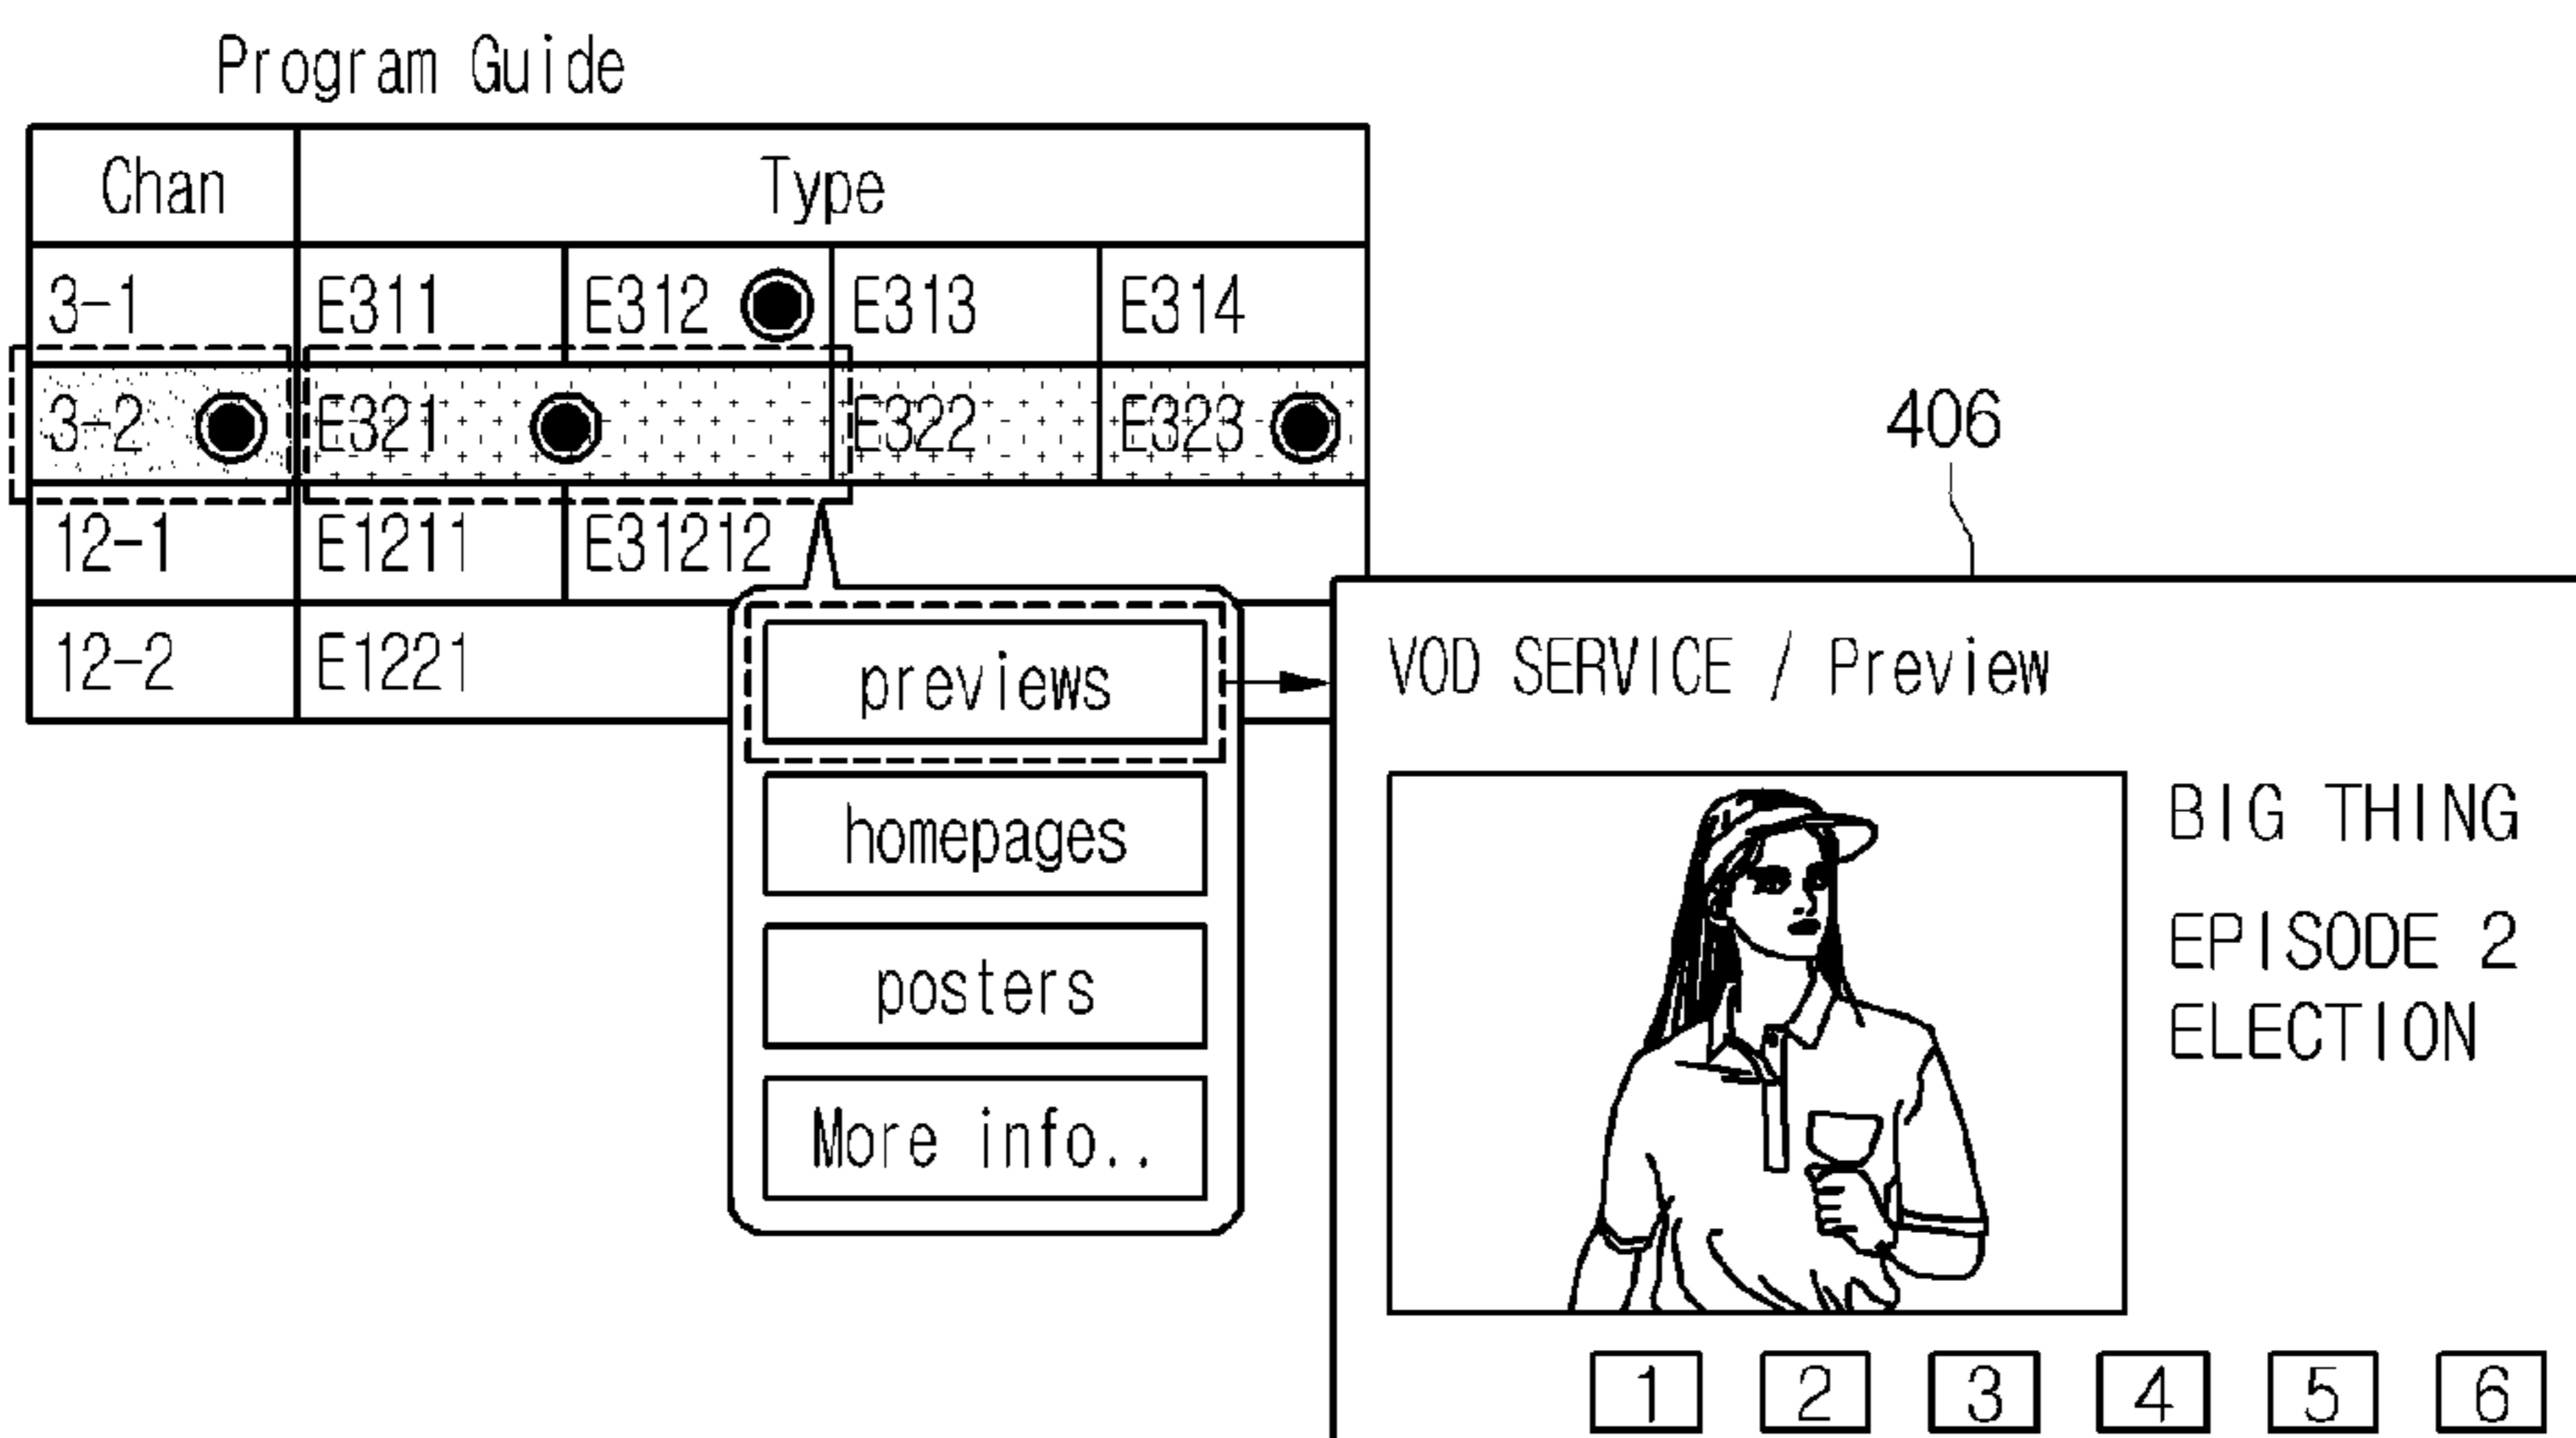 Program Guide
Chan Type
3-1 E311 E312 E313 E314
3-2 E321 E322 E323
12-1 E1211 E31212
12-2 E1221
previews
homepages
posters
More info..
406
VOD SERVICE / Preview
BIG THING
EPISODE 2
ELECTION
1 2 3 4 5 6